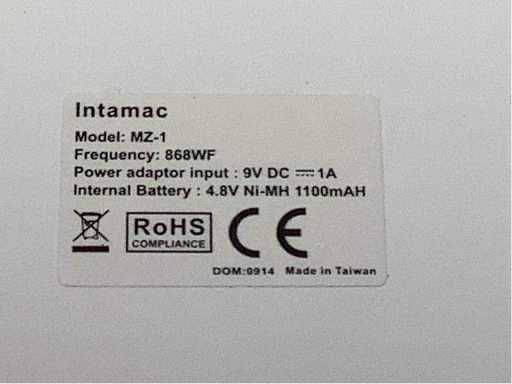 Intamac
Model: MZ-1
Frequency: 868WF
Power adaptor input : 9V DC ⎓ 1A
Internal Battery : 4.8V Ni-MH 1100mAH
RoHS
COMPLIANCE
CE
DOM:0914 Made in Taiwan